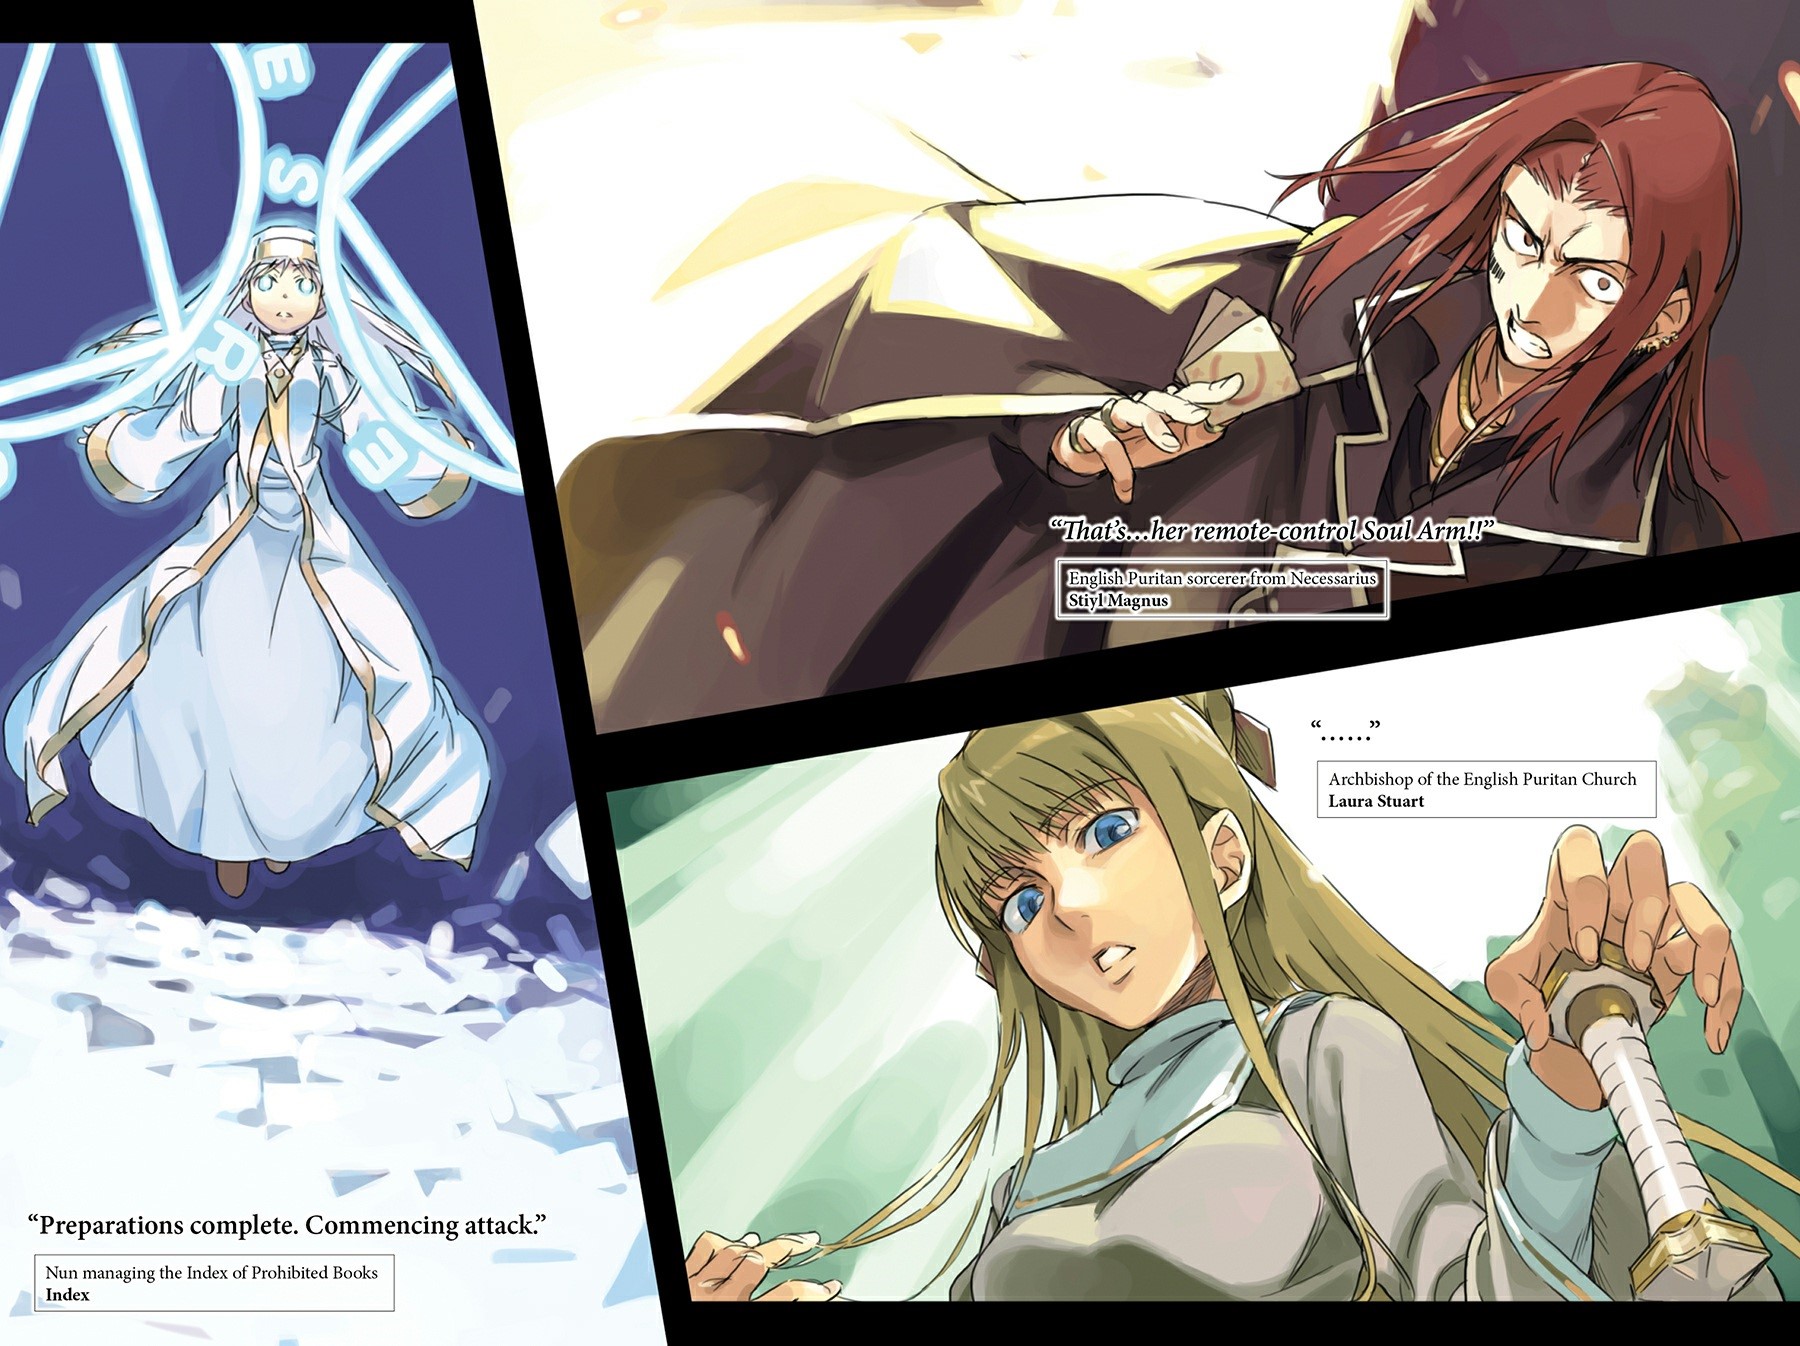 E
S
R
E
“That’s…her remote-control Soul Arm!!”
English Puritan sorcerer from Necessarius
Stiyl Magnus
“……”
Archbishop of the English Puritan Church
Laura Stuart
“Preparations complete. Commencing attack.”
Nun managing the Index of Prohibited Books
Index